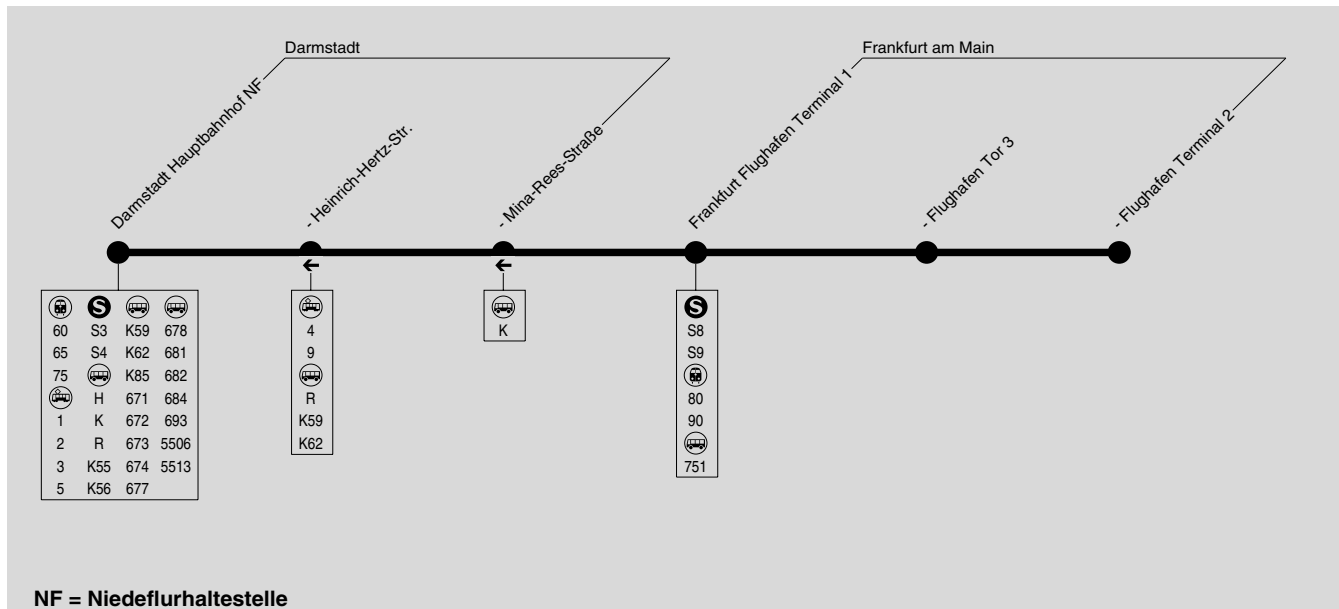 Darmstadt
Frankfurt am Main
Darmstadt Hauptbahnhof NF
- Heinrich-Hertz-Str.
- Mina-Rees-Straße
Frankfurt Flughafen Terminal 1
- Flughafen Tor 3
- Flughafen Terminal 2
S
60 S3 K59 678
65 S4 K62 681
75 K85 682
H 671 684
1 K 672 693
2 R 673 5506
3 K55 674 5513
5 K56 677
4
9
R
K59
K62
K
S
S8
S9
80
90
751
NF = Niedeflurhaltestelle